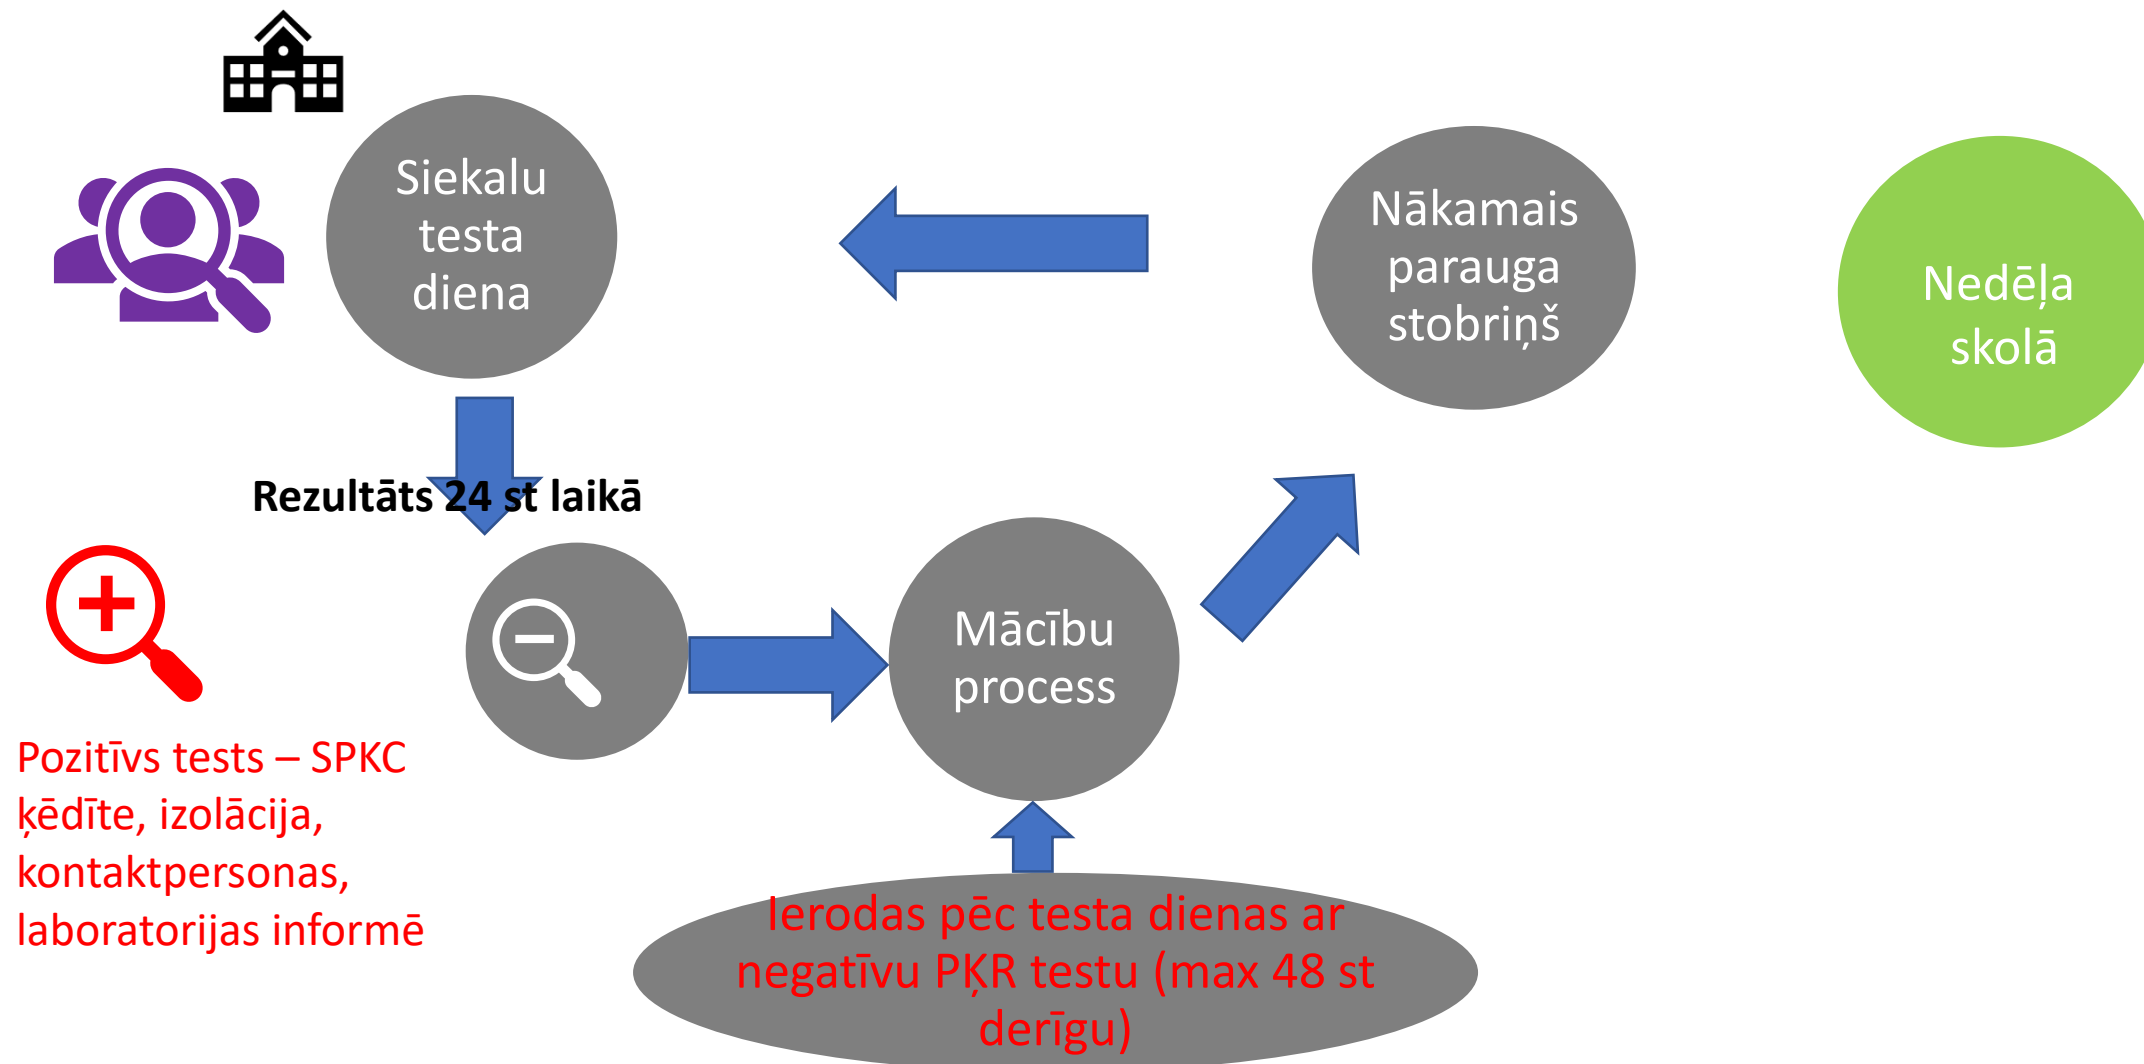 Siekalu
testa
diena
Nākamais
parauga
stobriņš
Nedēļa
skolā
Rezultāts 24 st laikā
Mācību
process
Pozitīvs tests – SPKC
ķēdīte, izolācija,
kontaktpersonas,
laboratorijas informē
Ierodas pēc testa dienas ar
negatīvu PĶR testu (max 48 st
derīgu)